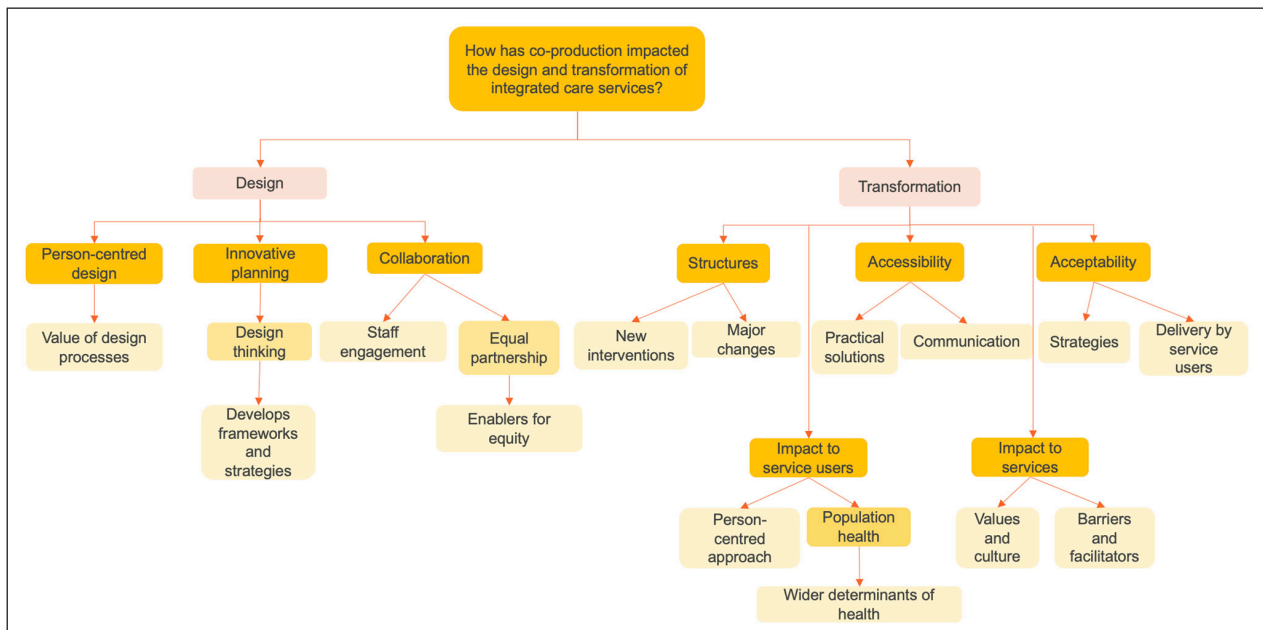 How has co-production impacted
the design and transformation of
integrated care services?
Design
Transformation
Person-centred
design
Innovative
planning
Collaboration
Structures
Accessibility
Acceptability
Value of design
processes
Design
thinking
Staff
engagement
Equal
partnership
New
interventions
Major
changes
Practical
solutions
Communication
Strategies
Delivery by
service
users
Develops
frameworks
and
strategies
Enablers for
equity
Impact to
service users
Impact to
services
Person-
centred
approach
Population
health
Values
and
culture
Barriers
and
facilitators
Wider determinants of
health